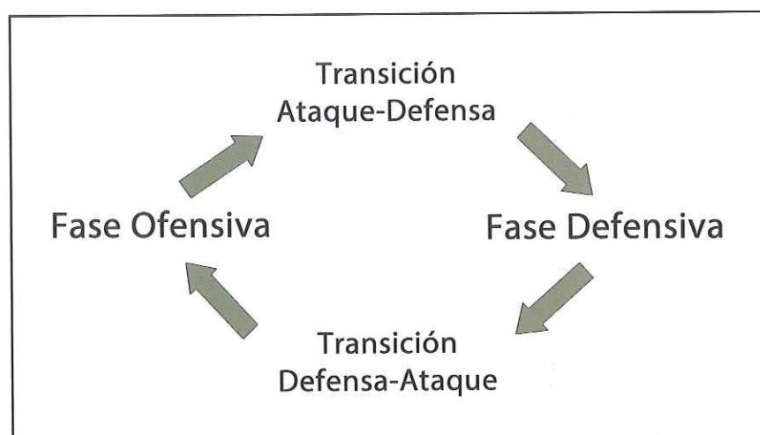 Transición
Ataque-Defensa
Fase Ofensiva
Fase Defensiva
Transición
Defensa-Ataque